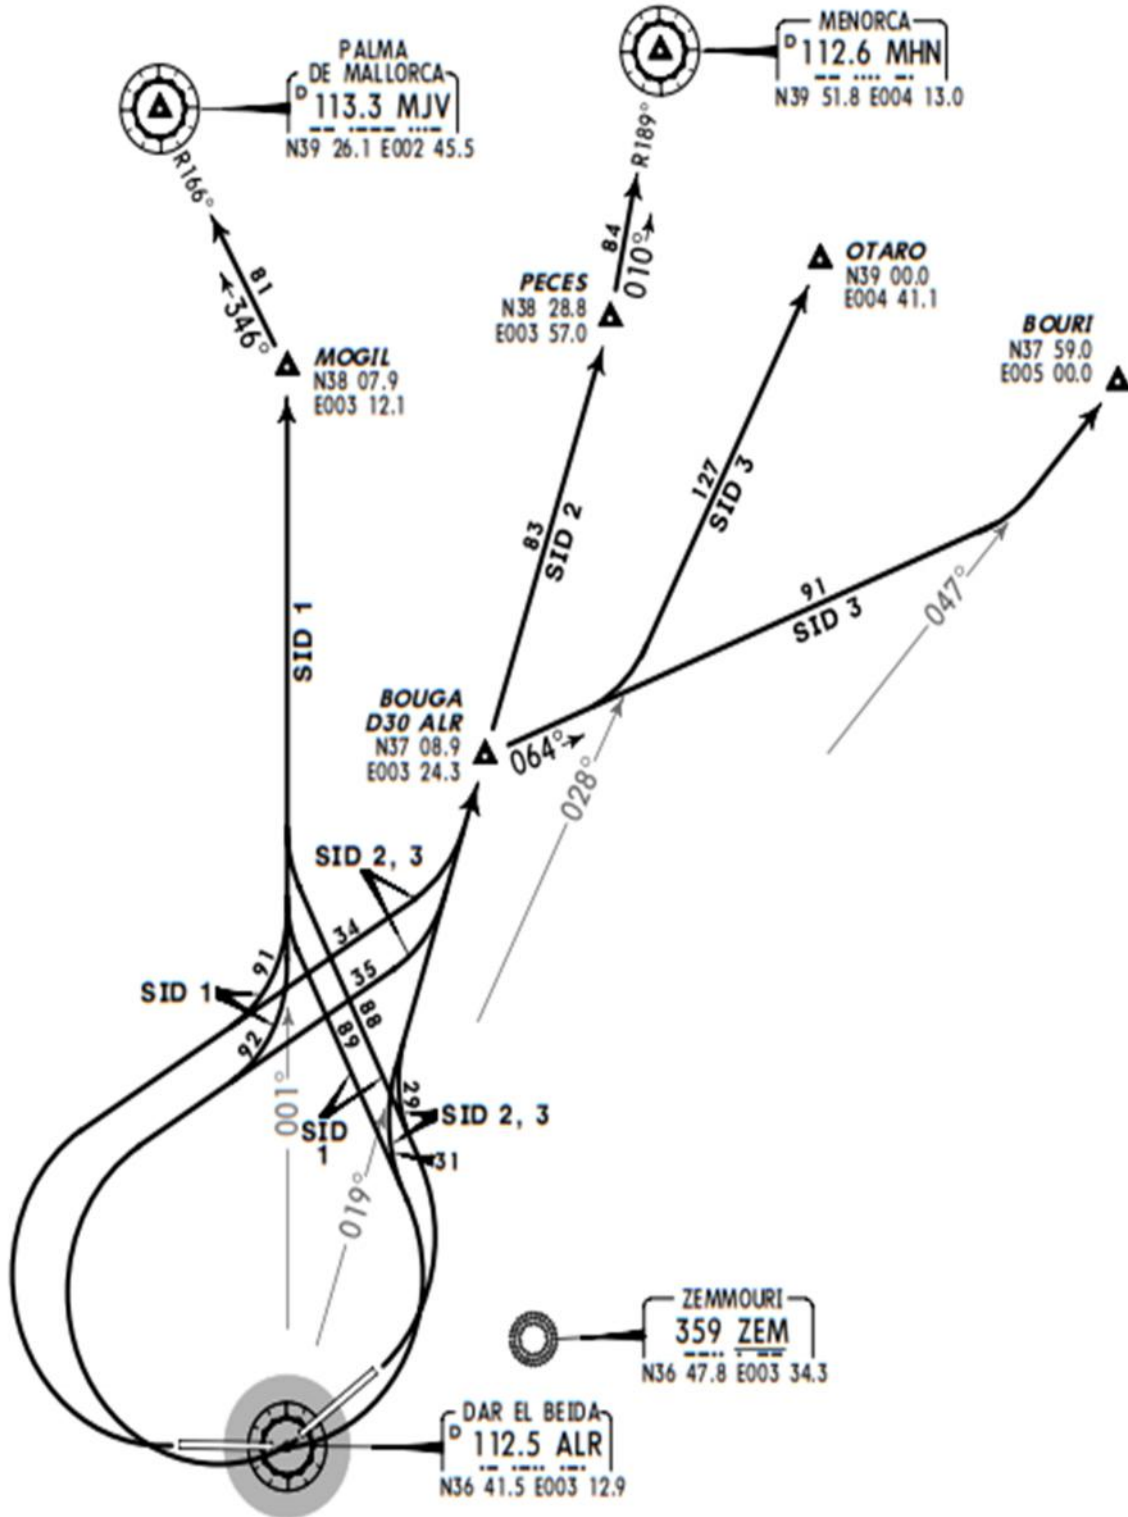 PALMA
DE MALLORCA
D 113.3 MJV
N39 26.1 E002 45.5
MENORCA
D 112.6 MHN
N39 51.8 E004 13.0
R166°
81
346°
R189°
84
010°
MOGIL
N38 07.9
E003 12.1
PECES
N38 28.8
E003 57.0
OTARO
N39 00.0
E004 41.1
BOURI
N37 59.0
E005 00.0
SID 1
83
SID 2
127
SID 3
91
SID 3
047°
BOUGA
D30 ALR
N37 08.9
E003 24.3
064°
028°
SID 2, 3
34
35
91
SID 1
92
88
89
001°
SID
1
29
SID 2, 3
31
019°
ZEMMOURI
359 ZEM
N36 47.8 E003 34.3
DAR EL BEIDA
D 112.5 ALR
N36 41.5 E003 12.9